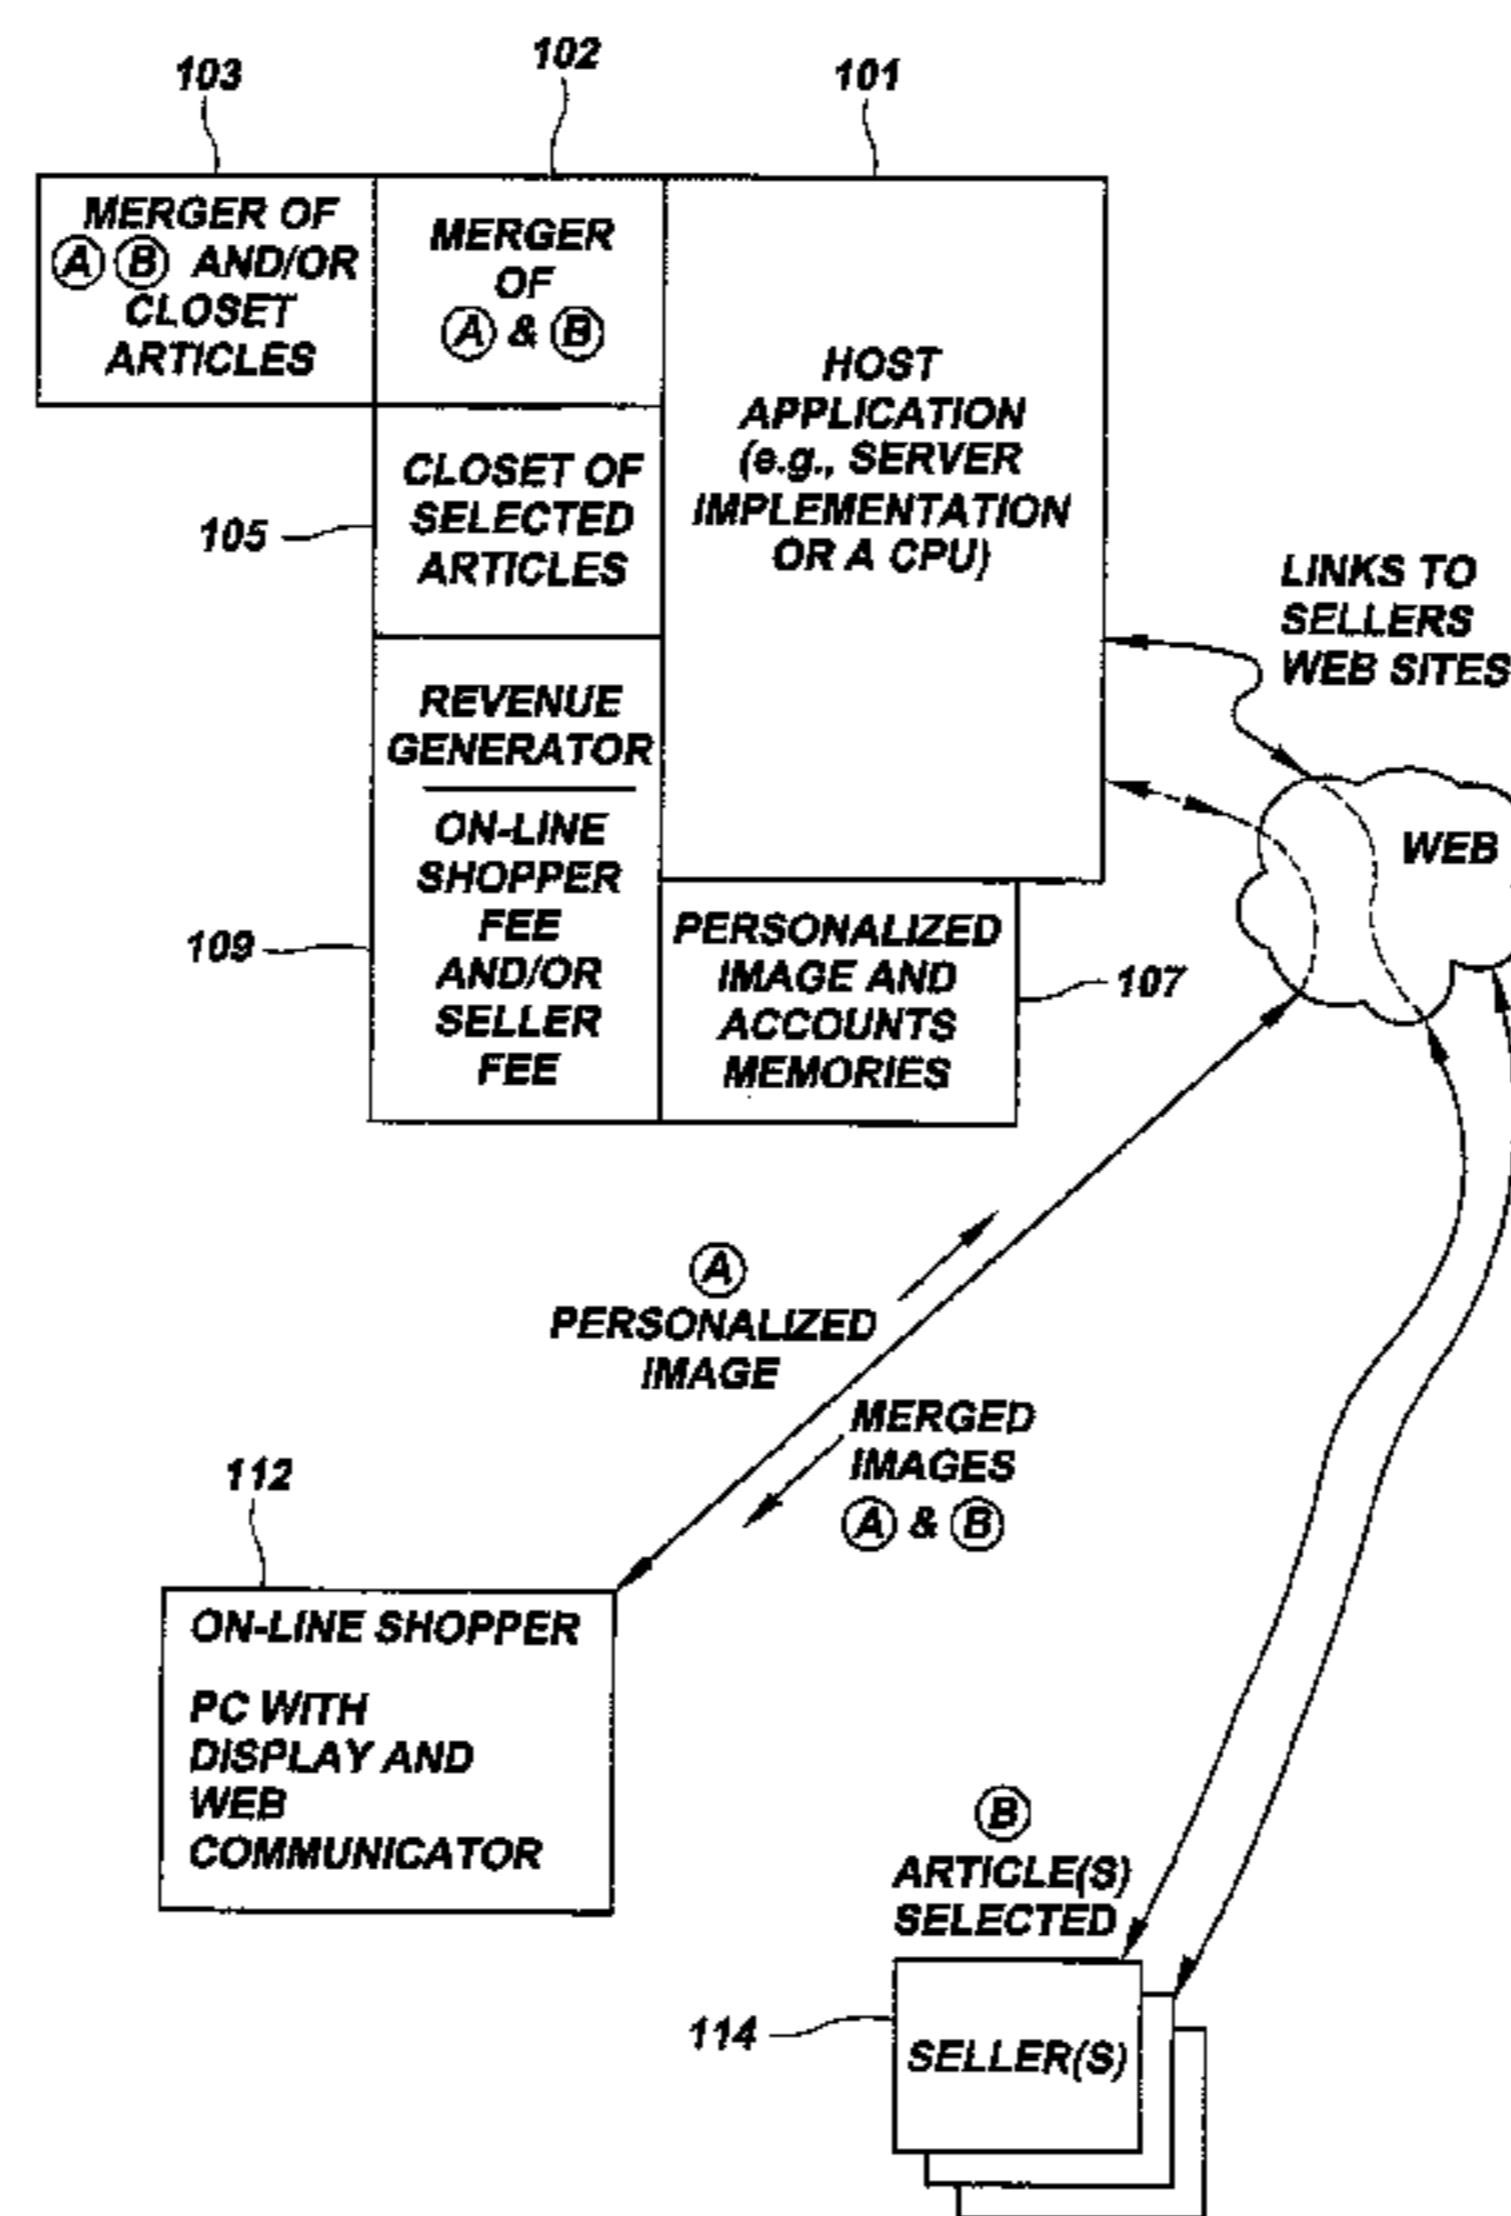 103
102
101
MERGER OF
A B AND/OR
CLOSET
ARTICLES
MERGER
OF
A & B
HOST
APPLICATION
(e.g., SERVER
IMPLEMENTATION
OR A CPU)
CLOSET OF
SELECTED
ARTICLES
105
LINKS TO
SELLERS
WEB SITES
REVENUE
GENERATOR
ON-LINE
SHOPPER
FEE
AND/OR
SELLER
FEE
109
WEB
PERSONALIZED
IMAGE AND
ACCOUNTS
MEMORIES
107
A
PERSONALIZED
IMAGE
MERGED
IMAGES
A & B
112
ON-LINE SHOPPER
PC WITH
DISPLAY AND
WEB
COMMUNICATOR
B
ARTICLE(S)
SELECTED
114
SELLER(S)